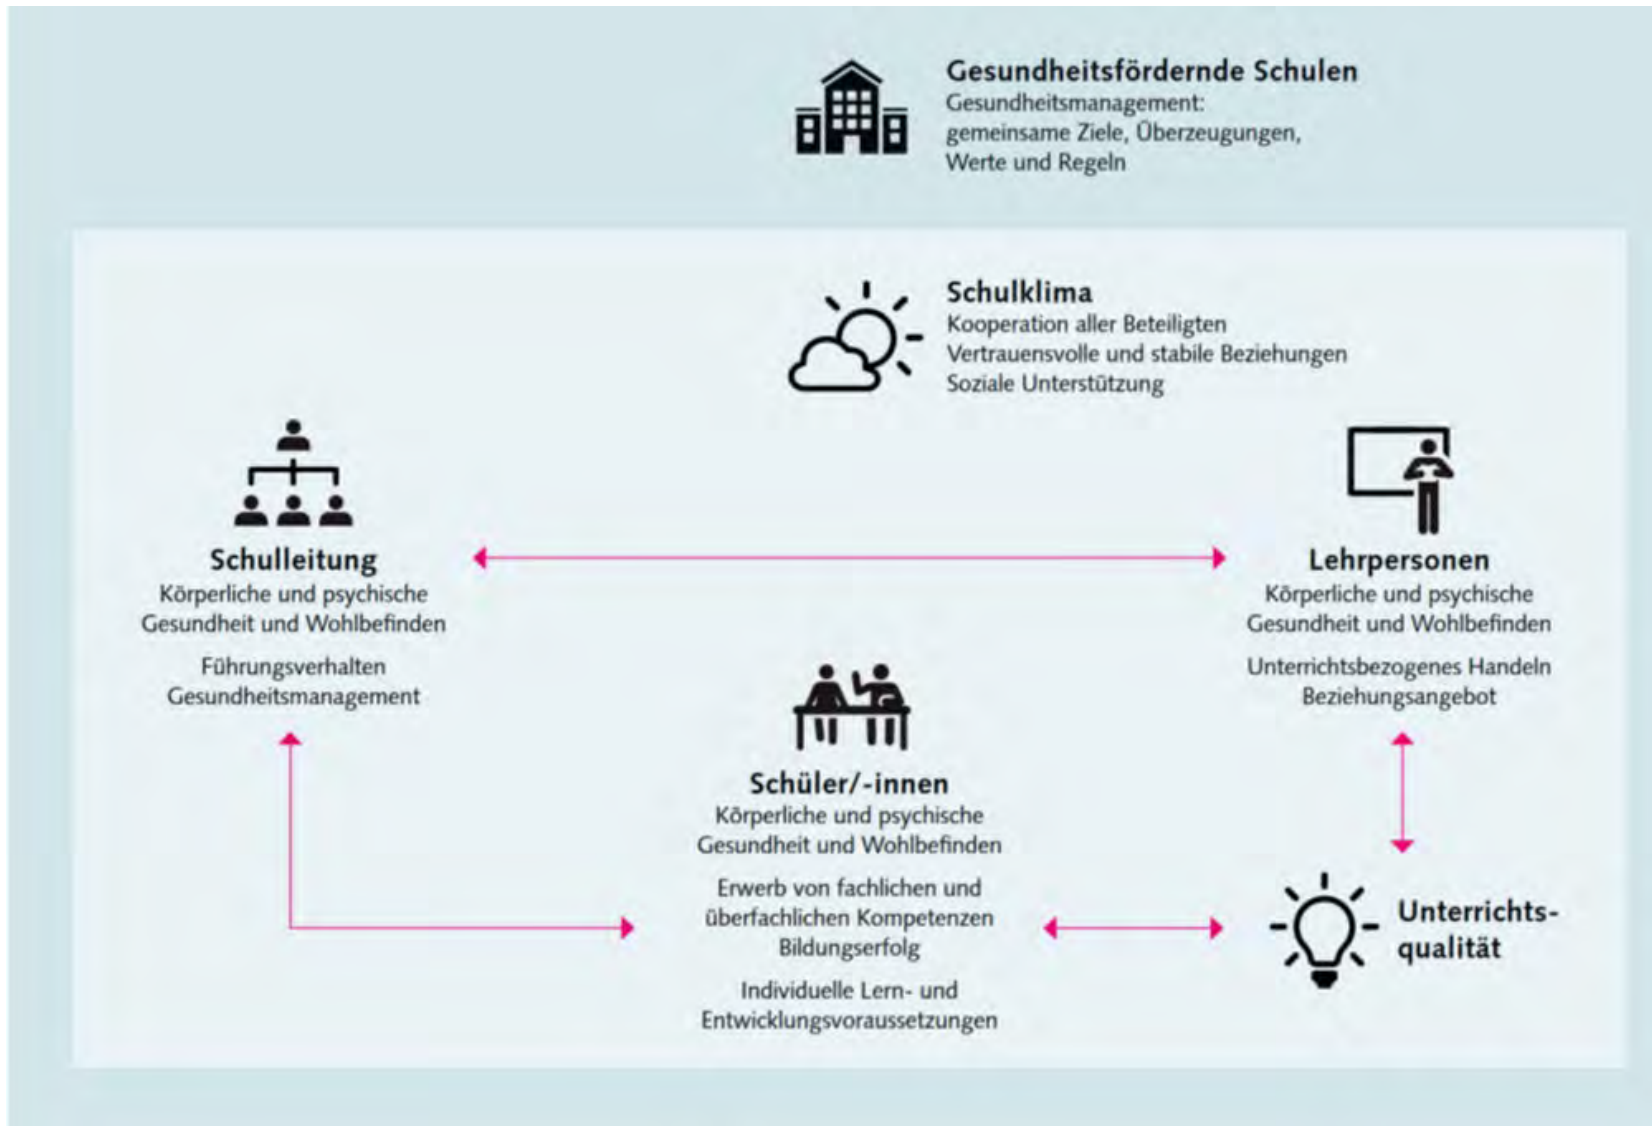 Gesundheitsfördernde Schulen
Gesundheitsmanagement:
gemeinsame Ziele, Überzeugungen,
Werte und Regeln
Schulklima
Kooperation aller Beteiligten
Vertrauensvolle und stabile Beziehungen
Soziale Unterstützung
Schulleitung
Körperliche und psychische
Gesundheit und Wohlbefinden
Führungsverhalten
Gesundheitsmanagement
Lehrpersonen
Körperliche und psychische
Gesundheit und Wohlbefinden
Unterrichtsbezogenes Handeln
Beziehungsangebot
Schüler/-innen
Körperliche und psychische
Gesundheit und Wohlbefinden
Erwerb von fachlichen und
überfachlichen Kompetenzen
Bildungserfolg
Individuelle Lern- und
Entwicklungsvoraussetzungen
Unterrichts-
qualität